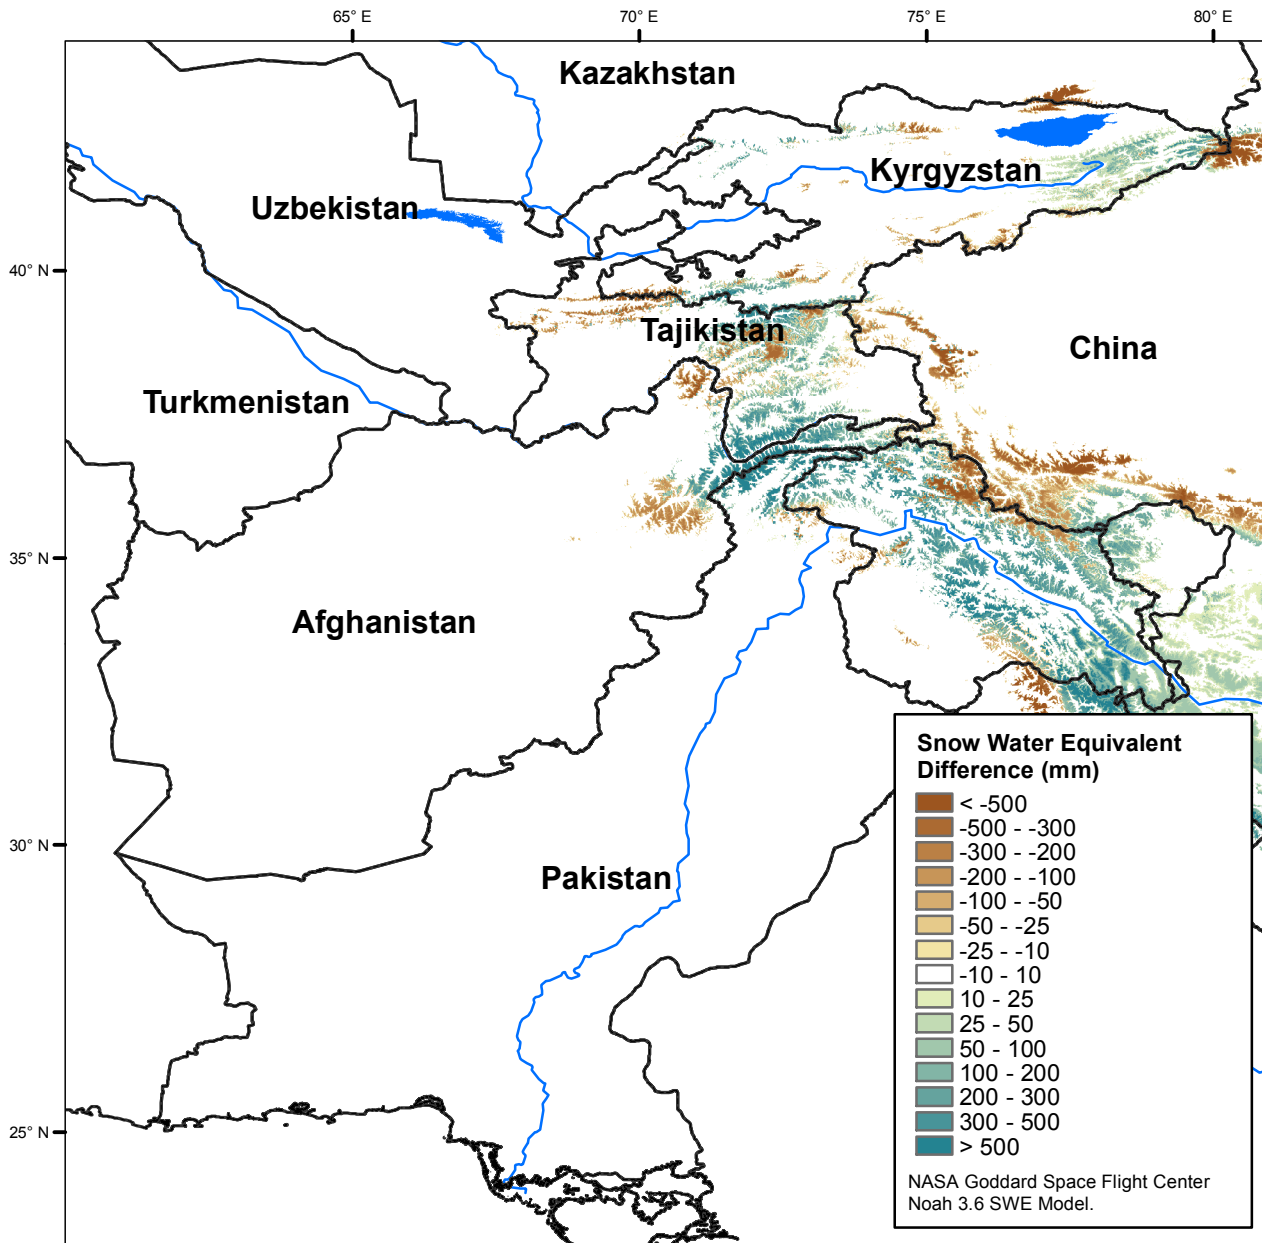 65° E
70° E
75° E
80° E
Kazakhstan
Kyrgyzstan
Uzbekistan
40° N
Tajikistan
China
Turkmenistan
35° N
Afghanistan
30° N
Pakistan
25° N
Snow Water Equivalent
Difference (mm)
< -500
-500 - -300
-300 - -200
-200 - -100
-100 - -50
-50 - -25
-25 - -10
-10 - 10
10 - 25
25 - 50
50 - 100
100 - 200
200 - 300
300 - 500
> 500
NASA Goddard Space Flight Center
Noah 3.6 SWE Model.